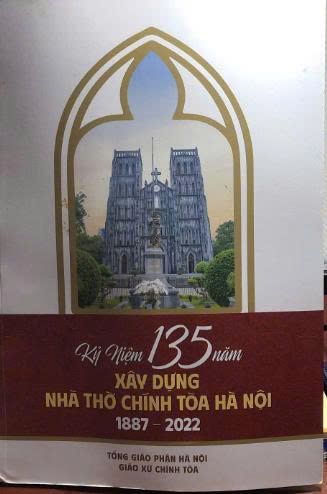 Kỷ Niệm 135 năm
XÂY DỰNG
NHÀ THỜ CHÍNH TÒA HÀ NỘI
1887 - 2022
TỔNG GIÁO PHẬN HÀ NỘI
GIÁO XỨ CHÍNH TÒA